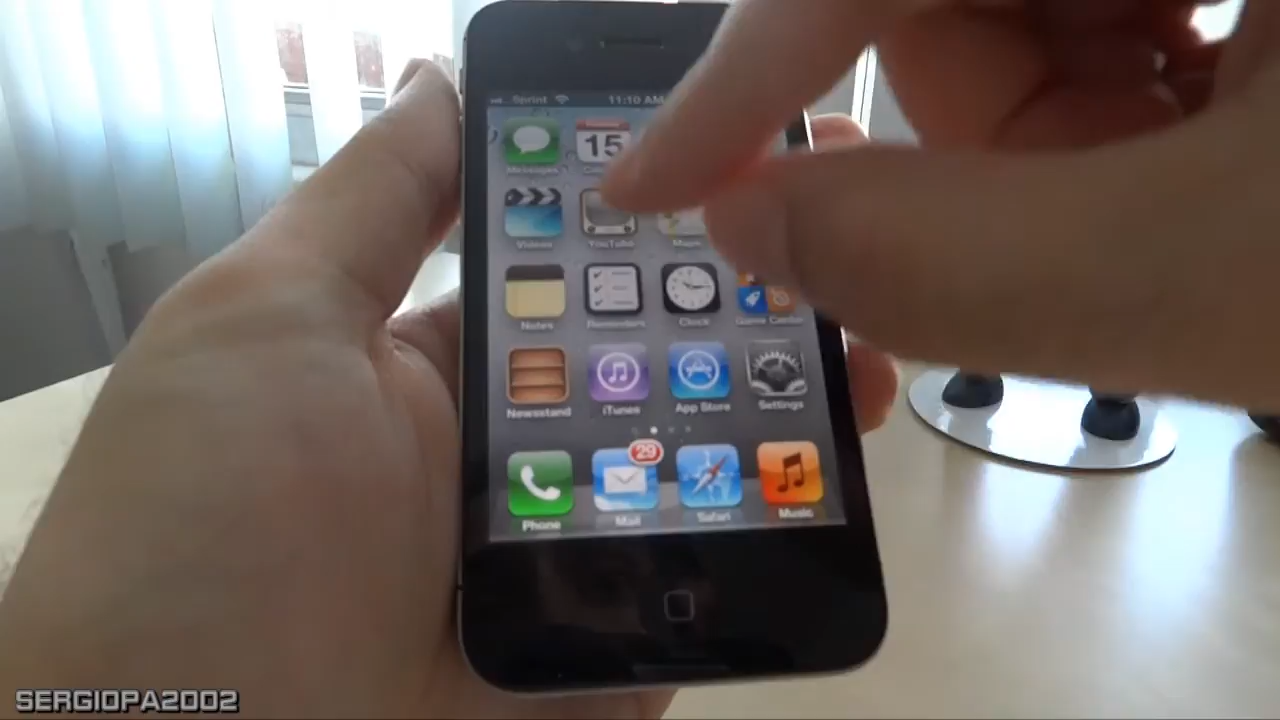 Sprint 11:10 AM
15
Messages
Videos YouTube Maps
Notes Reminders Clock Game Center
Newsstand iTunes App Store Settings
29
Phone Mail Safari Music
SERGIOPA2002